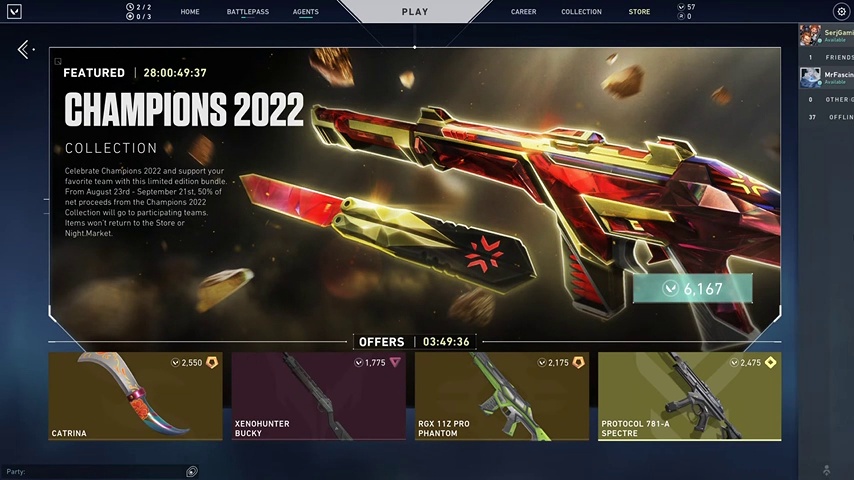 2 / 2
0 / 3
HOME
BATTLEPASS
AGENTS
PLAY
CAREER
COLLECTION
STORE
57
0
SerjGami
Available
1 FRIENDS
MrFascin
Available
0 OTHER G
37 OFFLIN
FEATURED | 28:00:49:37
CHAMPIONS 2022
COLLECTION
Celebrate Champions 2022 and support your
favorite team with this limited edition bundle.
From August 23rd - September 21st, 50% of
net proceeds from the Champions 2022
Collection will go to participating teams.
Items won't return to the Store or
Night.Market.
6,167
OFFERS | 03:49:36
2,550
CATRINA
1,775
XENOHUNTER
BUCKY
2,175
RGX 11Z PRO
PHANTOM
2,475
PROTOCOL 781-A
SPECTRE
Party: